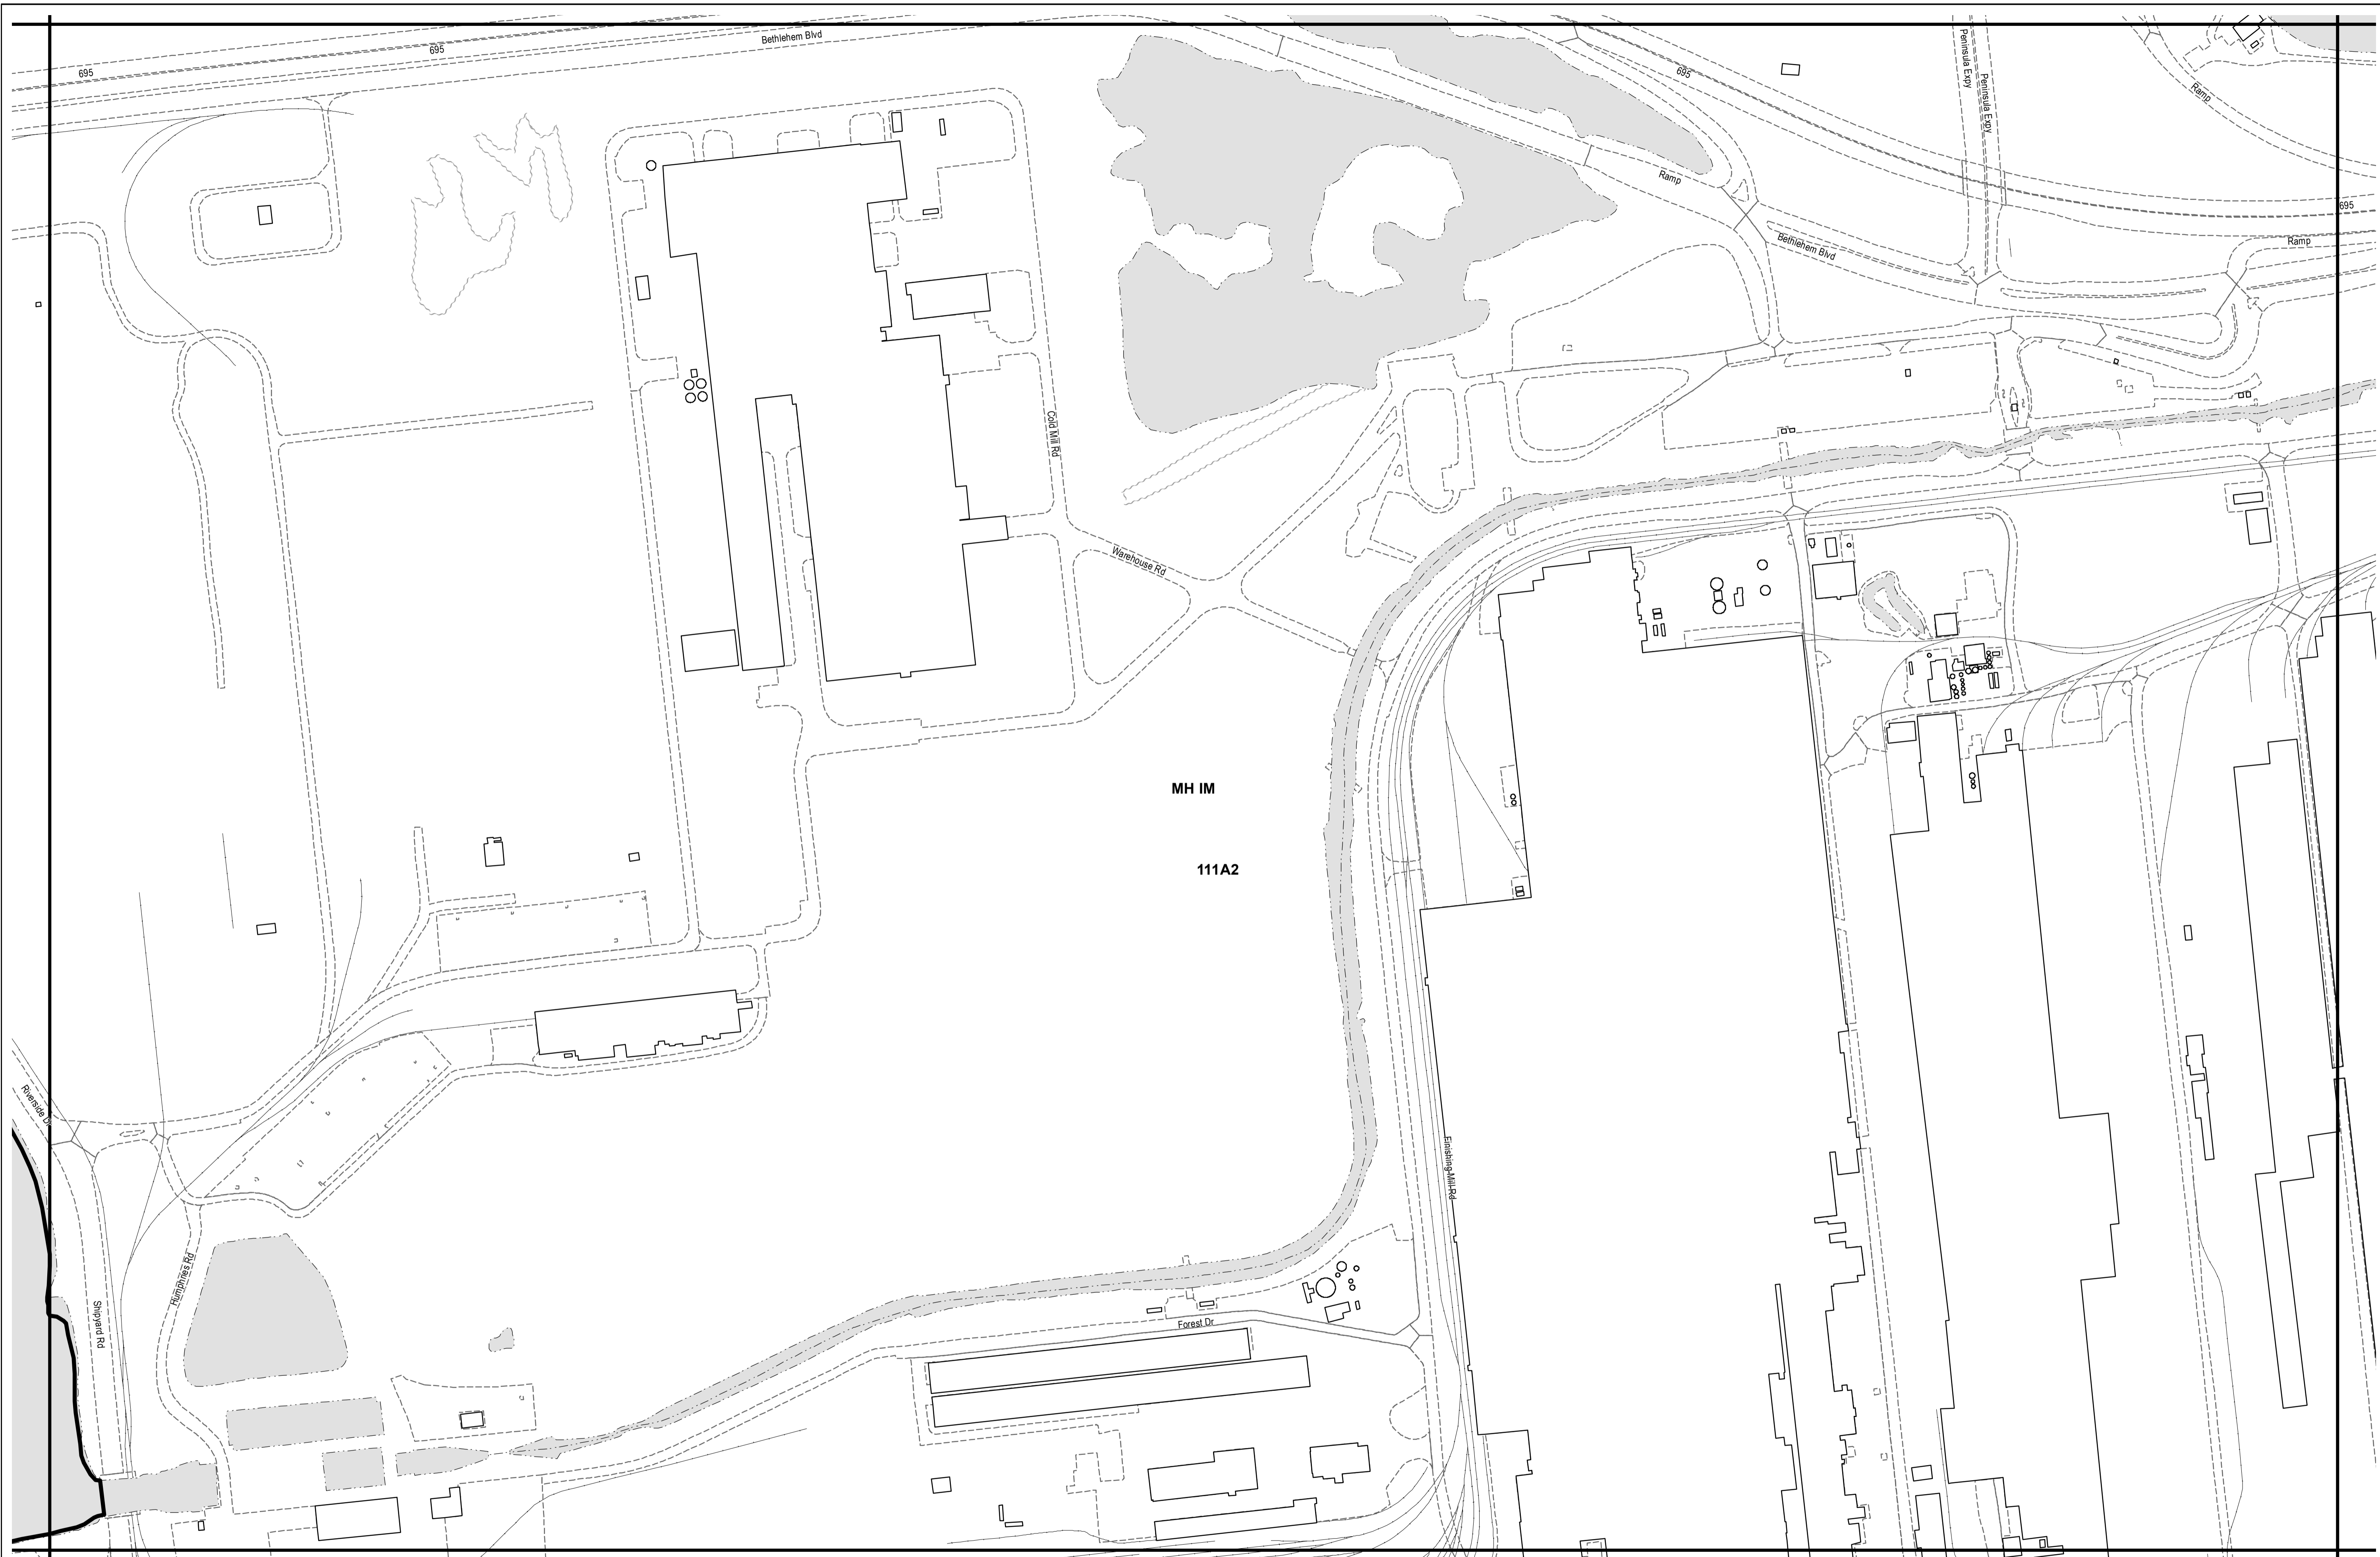 695
695
Bethlehem Blvd
695
Peninsula Expy
Peninsula Expy
Ramp
Ramp
695
Bethlehem Blvd
Ramp
Cold Mill Rd
Warehouse Rd
MH IM
111A2
Riverside Dr
Finishing Mill Rd
Humphries Rd
Shipyard Rd
Forest Dr